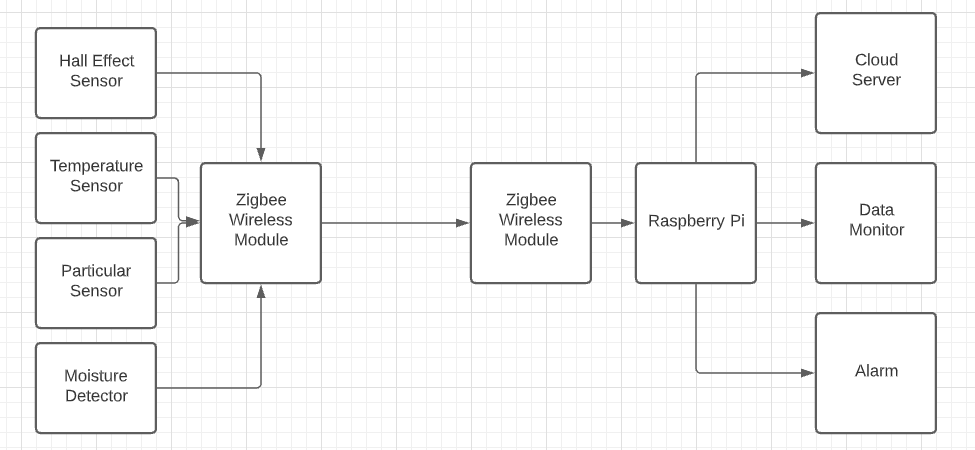 Hall Effect
Sensor
Temperature
Sensor
Particular
Sensor
Moisture
Detector
Zigbee
Wireless
Module
Zigbee
Wireless
Module
Raspberry Pi
Cloud
Server
Data
Monitor
Alarm